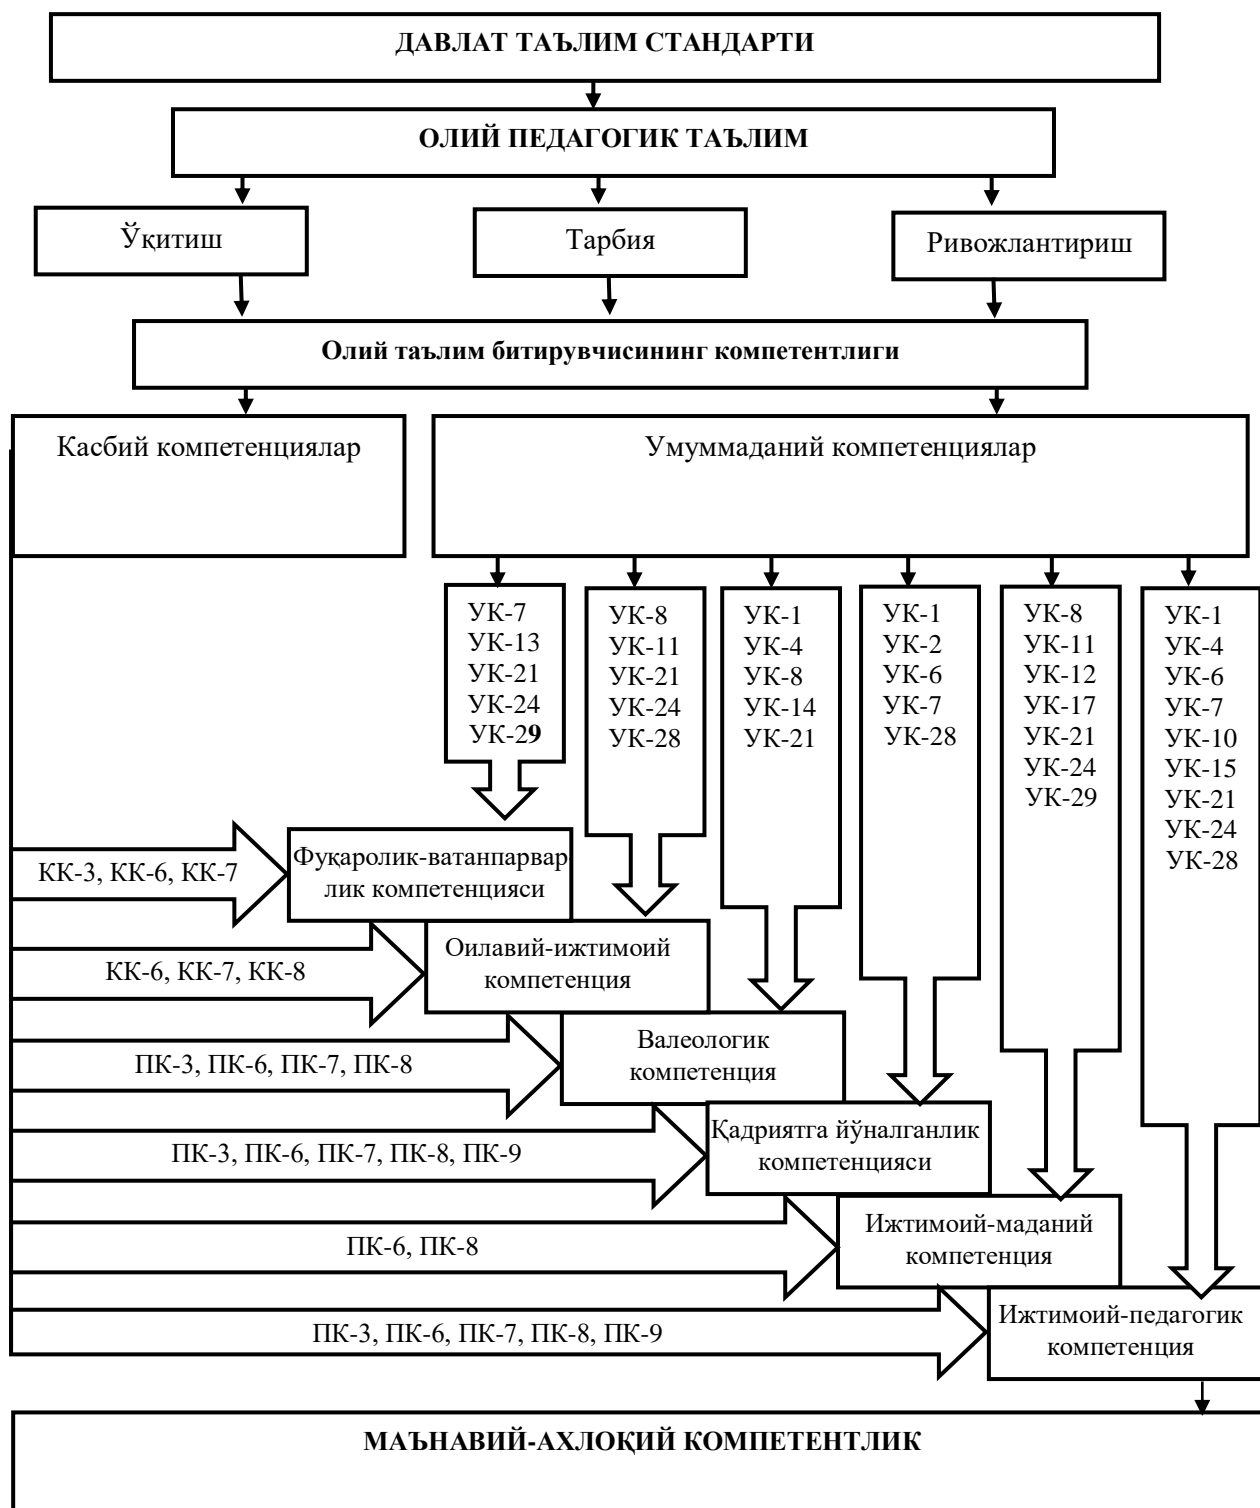 ДАВЛАТ ТАЪЛИМ СТАНДАРТИ
ОЛИЙ ПЕДАГОГИК ТАЪЛИМ
Ўқитиш
Тарбия
Ривожлантириш
Олий таълим битирувчисининг компетентлиги
Касбий компетенциялар
Умуммаданий компетенциялар
УК-7
УК-13
УК-21
УК-24
УК-29
УК-8
УК-11
УК-21
УК-24
УК-28
УК-1
УК-4
УК-8
УК-14
УК-21
УК-1
УК-2
УК-6
УК-7
УК-28
УК-8
УК-11
УК-12
УК-17
УК-21
УК-24
УК-29
УК-1
УК-4
УК-6
УК-7
УК-10
УК-15
УК-21
УК-24
УК-28
КК-3, КК-6, КК-7
Фуқаролик-ватанпарвар
лик компетенцияси
КК-6, КК-7, КК-8
Оилавий-ижтимоий
компетенция
ПК-3, ПК-6, ПК-7, ПК-8
Валеологик
компетенция
ПК-3, ПК-6, ПК-7, ПК-8, ПК-9
Қадриятга йўналганлик
компетенцияси
ПК-6, ПК-8
Ижтимоий-маданий
компетенция
ПК-3, ПК-6, ПК-7, ПК-8, ПК-9
Ижтимоий-педагогик
компетенция
МАЪНАВИЙ-АХЛОҚИЙ КОМПЕТЕНТЛИК